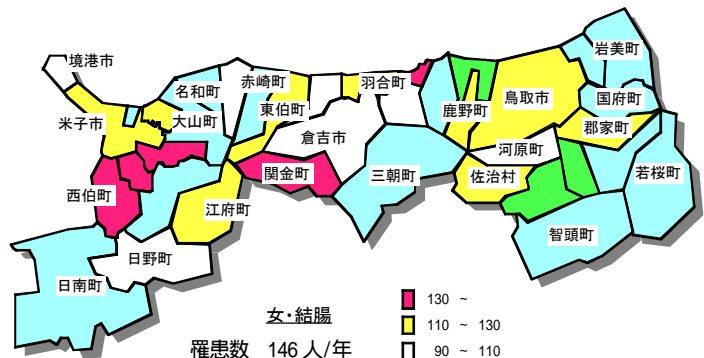 境港市
岩美町
名和町
赤崎町
羽合町
鳥取市
国府町
米子市
大山町
東伯町
鹿野町
郡家町
倉吉市
河原町
西伯町
関金町
三朝町
佐治村
若桜町
江府町
智頭町
日野町
日南町
女・結腸
罹患数 146 人/年
130 ~
110 ~ 130
90 ~ 110